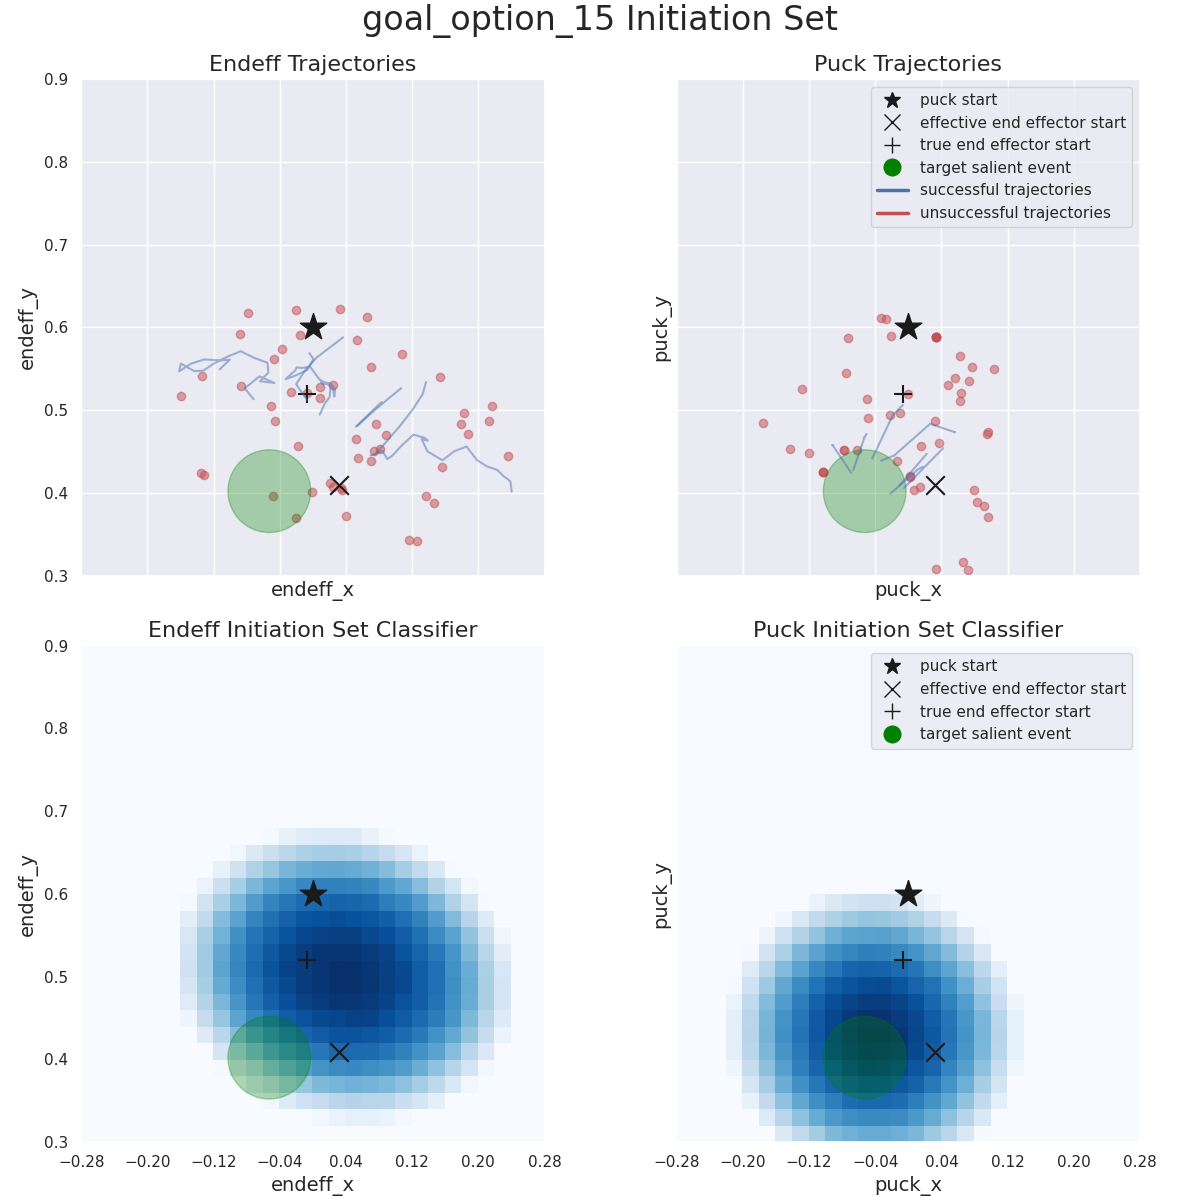 goal_option_15 Initiation Set
Endeff Trajectories
0.9
0.8
0.7
0.6
0.5
0.4
0.3
endeff_y
endeff_x
Puck Trajectories
puck start
effective end effector start
true end effector start
target salient event
successful trajectories
unsuccessful trajectories
puck_y
puck_x
Endeff Initiation Set Classifier
0.9
0.8
0.7
0.6
0.5
0.4
0.3
endeff_y
−0.28 −0.20 −0.12 −0.04 0.04 0.12 0.20 0.28
endeff_x
Puck Initiation Set Classifier
puck start
effective end effector start
true end effector start
target salient event
puck_y
−0.28 −0.20 −0.12 −0.04 0.04 0.12 0.20 0.28
puck_x